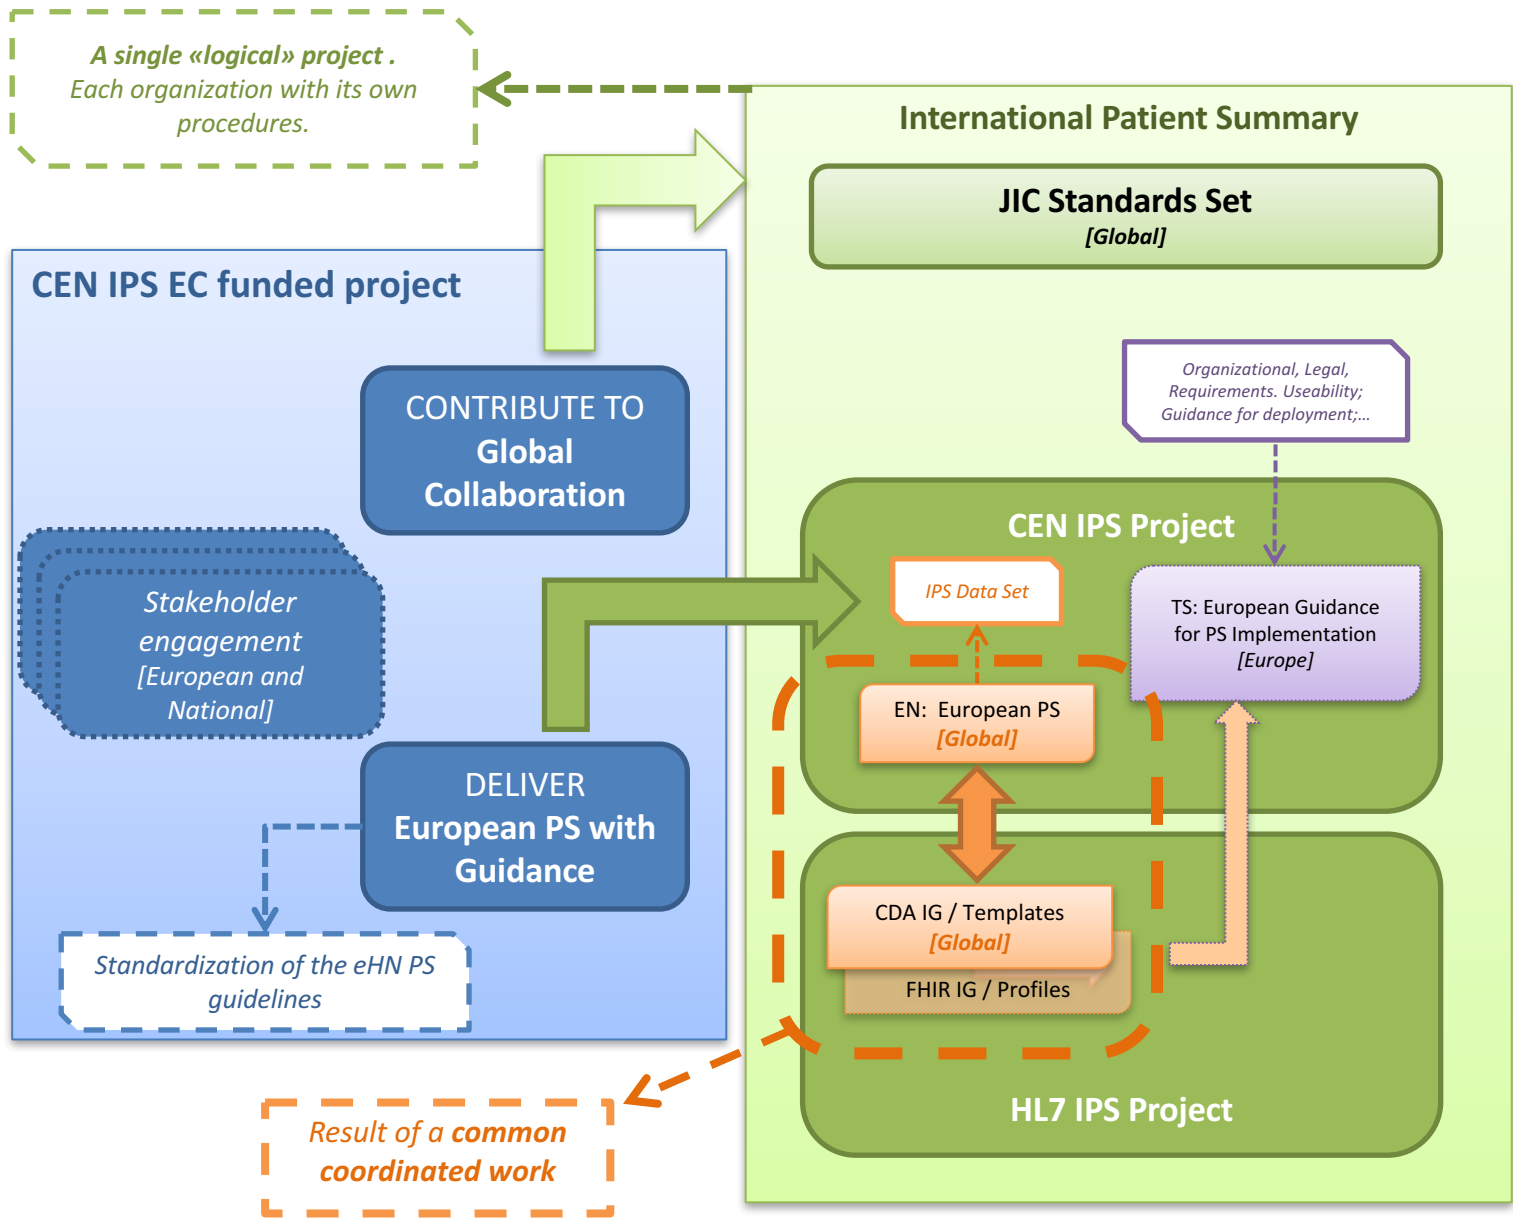 A single «logical» project .
Each organization with its own
procedures.
International Patient Summary
JIC Standards Set
[Global]
CEN IPS EC funded project
CONTRIBUTE TO
Global
Collaboration
Stakeholder
engagement
[European and
National]
DELIVER
European PS with
Guidance
Standardization of the eHN PS
guidelines
Organizational, Legal,
Requirements. Useability;
Guidance for deployment;…
CEN IPS Project
IPS Data Set
TS: European Guidance
for PS Implementation
[Europe]
EN:  European PS
[Global]
CDA IG / Templates
[Global]
FHIR IG / Profiles
HL7 IPS Project
Result of a common
coordinated work